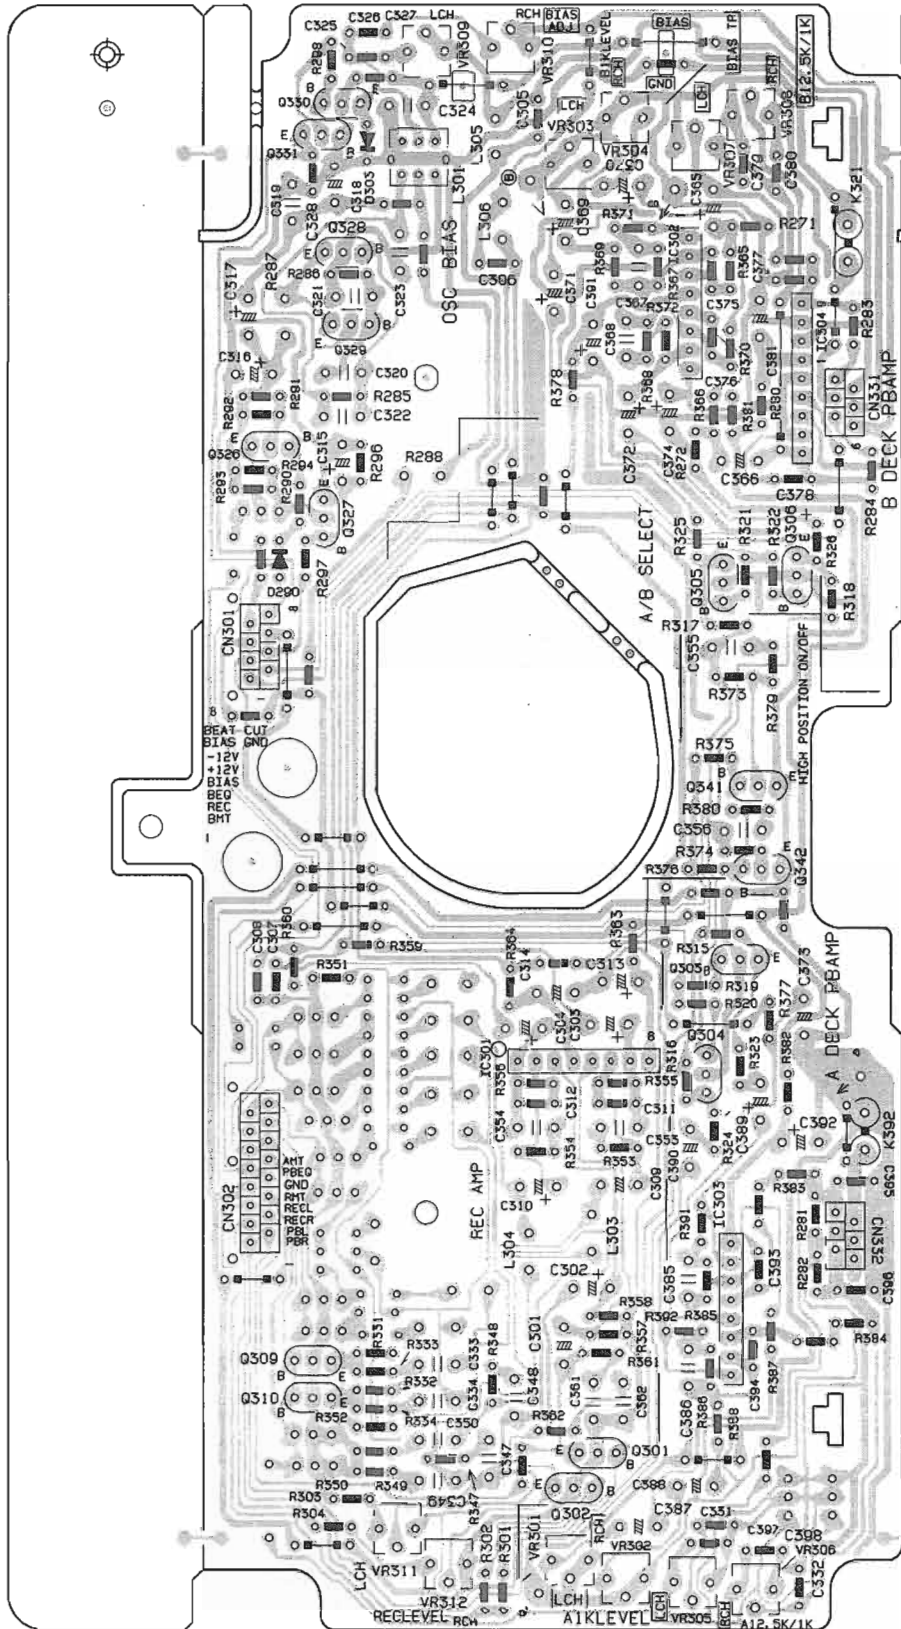 C325
C326
C327
LCH
VR309
RCH
VR310
BIAS
ADJ
B1KLEVEL
RCH
BIAS
GND
BIAS TR
LCH
RCH
B12.5K/1K
R298
Q330
B
E
C324
C305
LCH
VR303
VR304
VR307
VR308
C379
C380
K321
Q331
E
B
C319
C318
D303
C328
L305
L301
L306
C369
R371
C365
B
Q328
E
B
R286
C317
R287
C321
C323
OSC BIAS
C306
C371
C391
R369
C367
R367
IC302
R365
C377
R271
C375
IC304
R283
E
B
Q329
C316
C320
R285
C322
R292
R291
C368
R372
R378
R368
R370
C376
C381
R366
R381
R280
CN331
B DECK PBAMP
Q326
E
B
C315
R296
R288
R293
R294
R290
E
Q327
B
C372
C374
R272
C366
C378
R284
R297
D290
CN301
8
A/B SELECT
R325
R321
R322
Q306
E
B
R326
R318
Q305
E
B
R317
C355
R373
R379
HIGH POSITION ON/OFF
8
BEAT CUT
BIAS GND
-12V
+12V
BIAS
BEQ
REC
BMT
1
R375
Q341
B
E
R380
C356
R374
R376
E
B
Q342
C308
C307
R360
R359
R351
R364
C314
C313
R363
R315
Q303
B
E
R319
R320
C373
R377
A DECK PBAMP
IC301
C304
C303
8
R316
Q304
R323
R382
R356
C312
R355
C311
C354
R354
R353
C353
R324
C389
C392
K392
C309
C390
R383
C395
CN302
AMT
PBEQ
GND
RMT
RECL
RECR
PBL
PBR
REC AMP
C310
L304
L303
R391
IC303
R281
CN332
R282
C393
C396
C302
C385
R331
R333
Q309
B
E
C333
R348
C301
R358
R357
R361
R392
R385
R384
R387
C394
Q310
B
E
R332
R352
R334
C334
C350
C348
C361
C362
C386
R386
R388
R362
C347
E
B
Q301
R350
R349
C349
R347
E
B
Q302
C388
R303
R304
C387
C331
C397
C398
VR306
LCH
VR311
R302
R301
VR301
RCH
VR302
VR312
RECLEVEL
RCH
LCH
A1KLEVEL
LCH
VR305
RCH
A12.5K/1K
C332